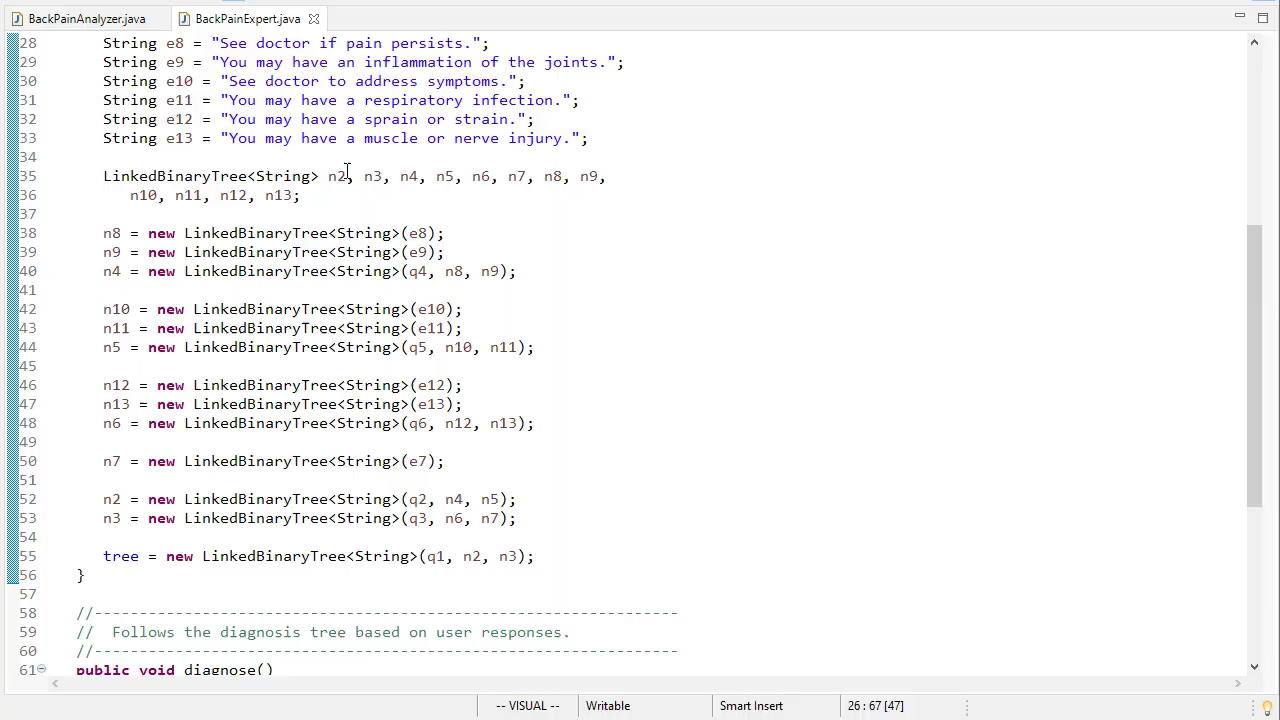 BackPainAnalyzer.java BackPainExpert.java
28 String e8 = "See doctor if pain persists.";
29 String e9 = "You may have an inflammation of the joints.";
30 String e10 = "See doctor to address symptoms.";
31 String e11 = "You may have a respiratory infection.";
32 String e12 = "You may have a sprain or strain.";
33 String e13 = "You may have a muscle or nerve injury.";
34
35 LinkedBinaryTree<String> n2, n3, n4, n5, n6, n7, n8, n9,
36 n10, n11, n12, n13;
37
38 n8 = new LinkedBinaryTree<String>(e8);
39 n9 = new LinkedBinaryTree<String>(e9);
40 n4 = new LinkedBinaryTree<String>(q4, n8, n9);
41
42 n10 = new LinkedBinaryTree<String>(e10);
43 n11 = new LinkedBinaryTree<String>(e11);
44 n5 = new LinkedBinaryTree<String>(q5, n10, n11);
45
46 n12 = new LinkedBinaryTree<String>(e12);
47 n13 = new LinkedBinaryTree<String>(e13);
48 n6 = new LinkedBinaryTree<String>(q6, n12, n13);
49
50 n7 = new LinkedBinaryTree<String>(e7);
51
52 n2 = new LinkedBinaryTree<String>(q2, n4, n5);
53 n3 = new LinkedBinaryTree<String>(q3, n6, n7);
54
55 tree = new LinkedBinaryTree<String>(q1, n2, n3);
56 }
57
58 //-----------------------------------------------------------------
59 // Follows the diagnosis tree based on user responses.
60 //-----------------------------------------------------------------
61 public void diagnose()
-- VISUAL -- Writable Smart Insert 26 : 67 [47]